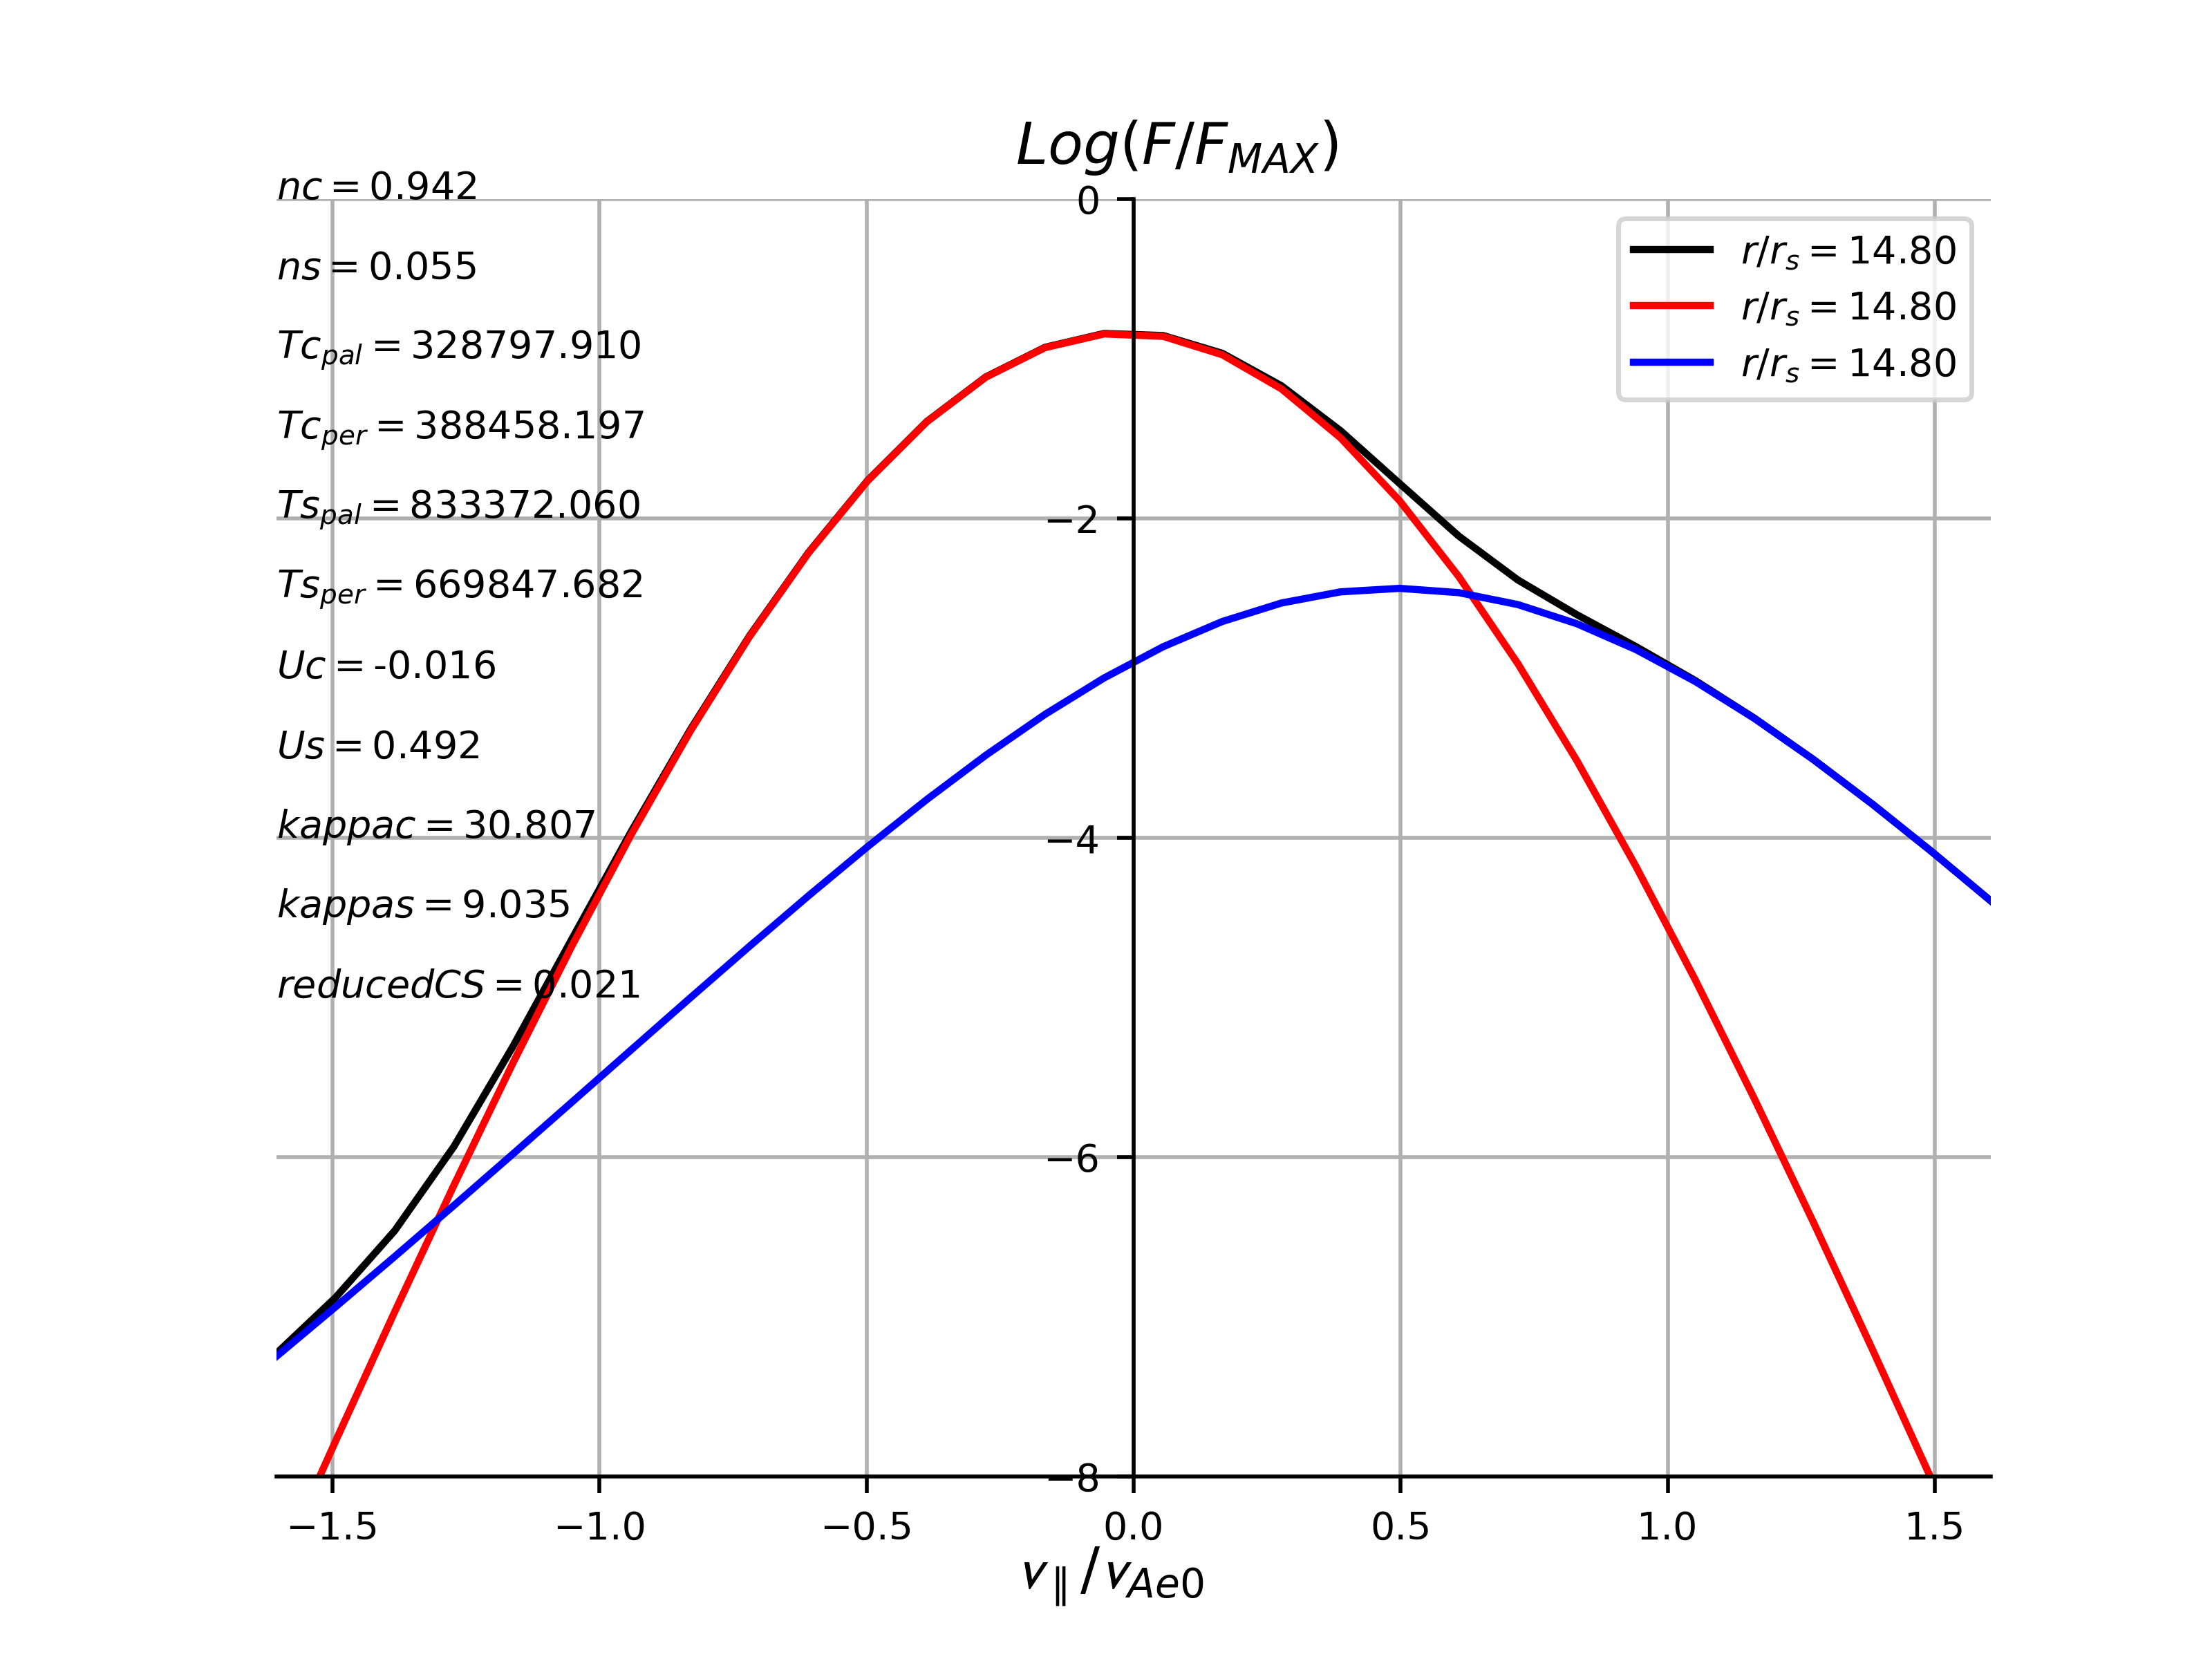 Log(F/F_MAX)
nc = 0.942
ns = 0.055
Tc_pal = 328797.910
Tc_per = 388458.197
Ts_pal = 833372.060
Ts_per = 669847.682
Uc = -0.016
Us = 0.492
kappac = 30.807
kappas = 9.035
reducedCS = 0.021
r/r_s = 14.80
r/r_s = 14.80
r/r_s = 14.80
0
−2
−4
−6
−8
−1.5 −1.0 −0.5 0.0 0.5 1.0 1.5
v_∥/v_Ae0